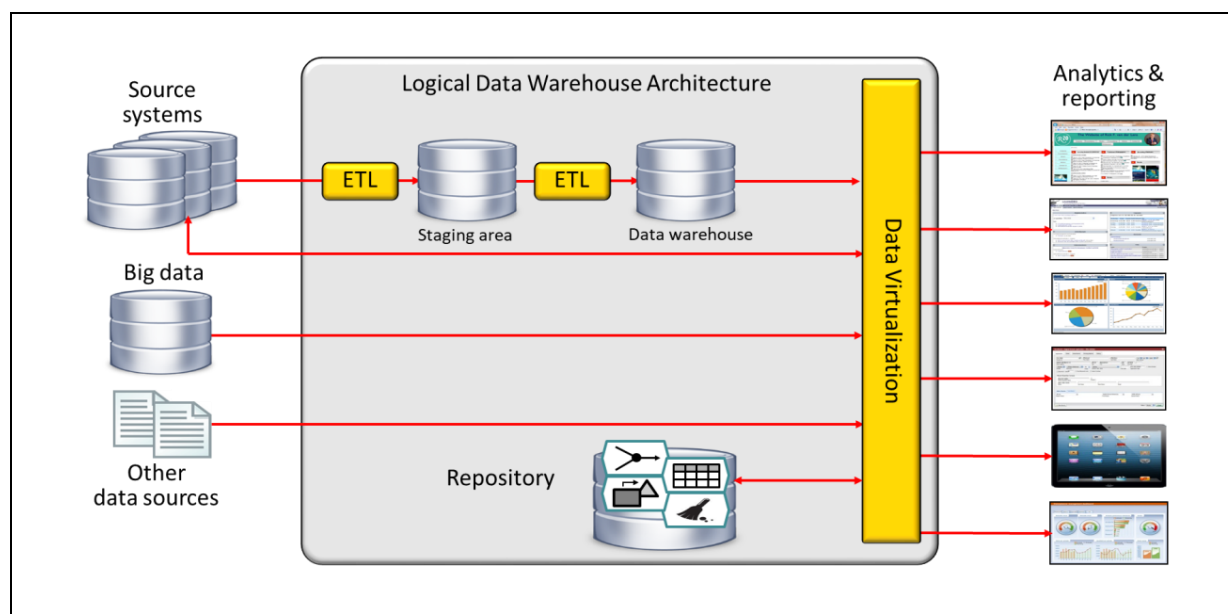 Logical Data Warehouse Architecture
Source
systems
ETL
Staging area
ETL
Data warehouse
Big data
Other
data sources
Repository
Data Virtualization
Analytics &
reporting